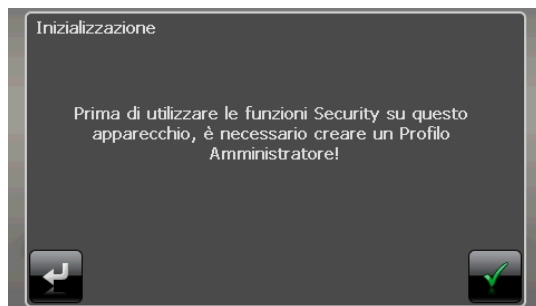 Inizializzazione
Prima di utilizzare le funzioni Security su questo
apparecchio, è necessario creare un Profilo
Amministratore!